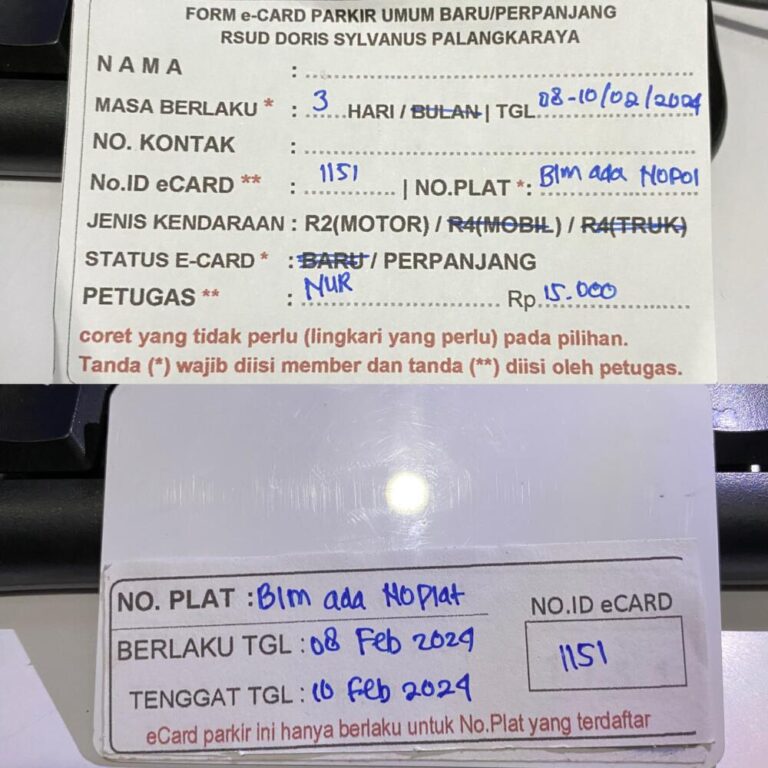 FORM e-CARD PARKIR UMUM BARU/PERPANJANG
RSUD DORIS SYLVANUS PALANGKARAYA
NAMA :
MASA BERLAKU * : 3 HARI / BULAN | TGL 08-10/02/2024
NO. KONTAK :
No.ID eCARD ** : 1151 | NO.PLAT *: Blm ada NOPOl
JENIS KENDARAAN : R2(MOTOR) / R4(MOBIL) / R4(TRUK)
STATUS E-CARD * : BARU / PERPANJANG
PETUGAS ** : NUR Rp. 15.000
coret yang tidak perlu (lingkari yang perlu) pada pilihan.
Tanda (*) wajib diisi member dan tanda (**) diisi oleh petugas.
NO. PLAT : Blm ada NoPlat
NO.ID eCARD
BERLAKU TGL : 08 Feb 2024
1151
TENGGAT TGL : 10 Feb 2024
eCard parkir ini hanya berlaku untuk No.Plat yang terdaftar